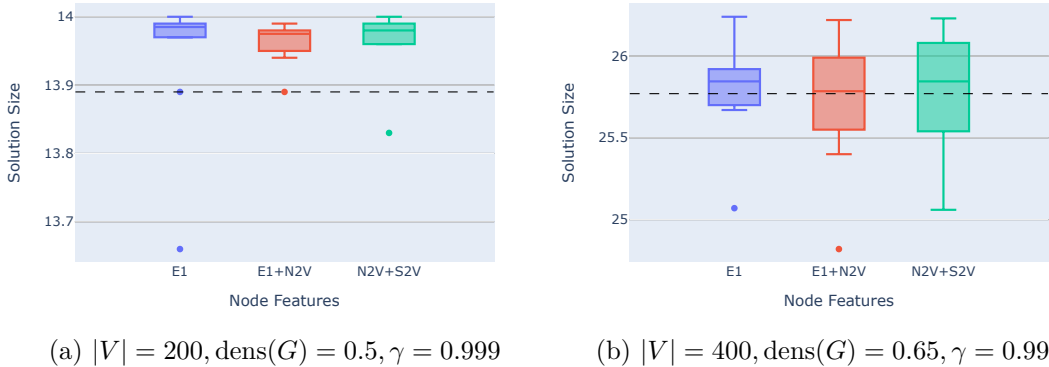 14
13.9
13.8
13.7
Solution Size
E1
E1+N2V
N2V+S2V
Node Features
(a) |V| = 200, dens(G) = 0.5, γ = 0.999
26
25.5
25
Solution Size
E1
E1+N2V
N2V+S2V
Node Features
(b) |V| = 400, dens(G) = 0.65, γ = 0.99